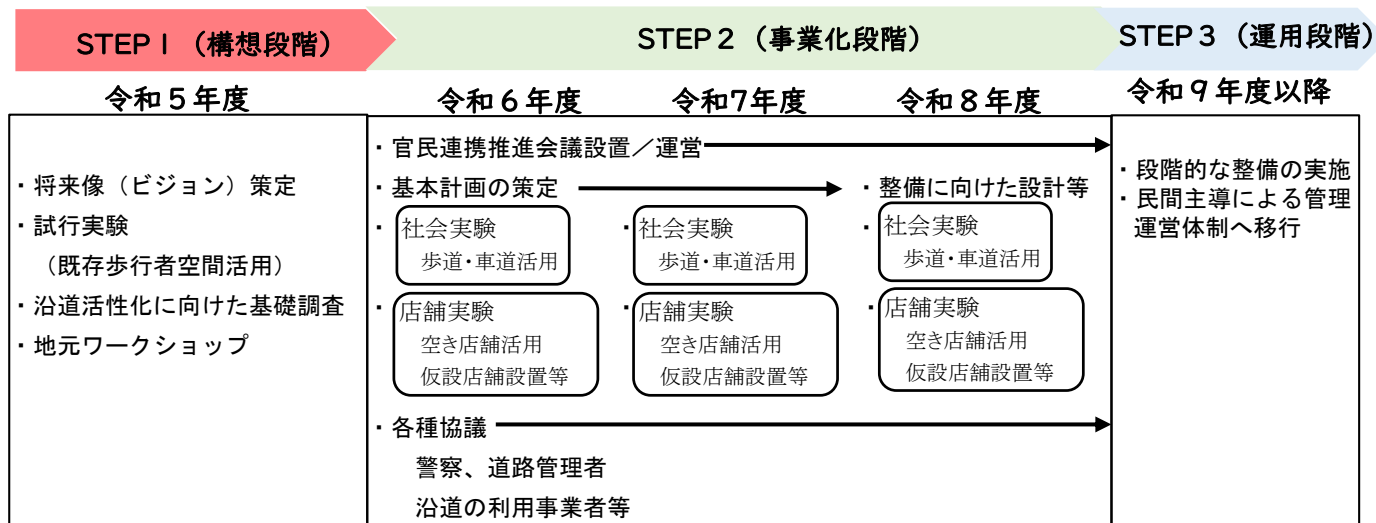 STEP１（構想段階）
STEP２（事業化段階）
STEP３（運用段階）
令和５年度
令和６年度
令和7年度
令和８年度
令和９年度以降
・将来像（ビジョン）策定
・試行実験
（既存歩行者空間活用）
・沿道活性化に向けた基礎調査
・地元ワークショップ
・官民連携推進会議設置／運営
・基本計画の策定
・整備に向けた設計等
・社会実験
歩道・車道活用
・社会実験
歩道・車道活用
・社会実験
歩道・車道活用
・店舗実験
空き店舗活用
仮設店舗設置等
・店舗実験
空き店舗活用
仮設店舗設置等
・店舗実験
空き店舗活用
仮設店舗設置等
・各種協議
警察、道路管理者
沿道の利用事業者等
・段階的な整備の実施
・民間主導による管理
運営体制へ移行